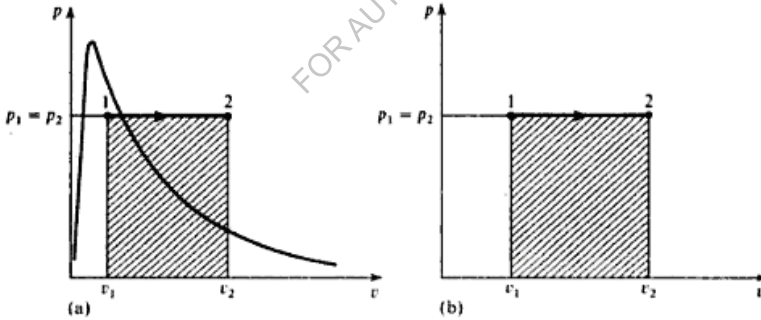 p
FOR AU
p
1
2
p₁ = p₂
1
2
p₁ = p₂
v₁
v₂
v
v₁
v₂
(a)
(b)